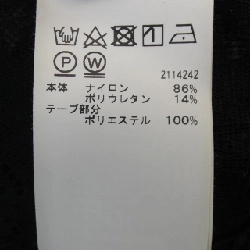 P W
2114242
本体 ナイロン 86%
ポリウレタン 14%
テープ部分
ポリエステル 100%